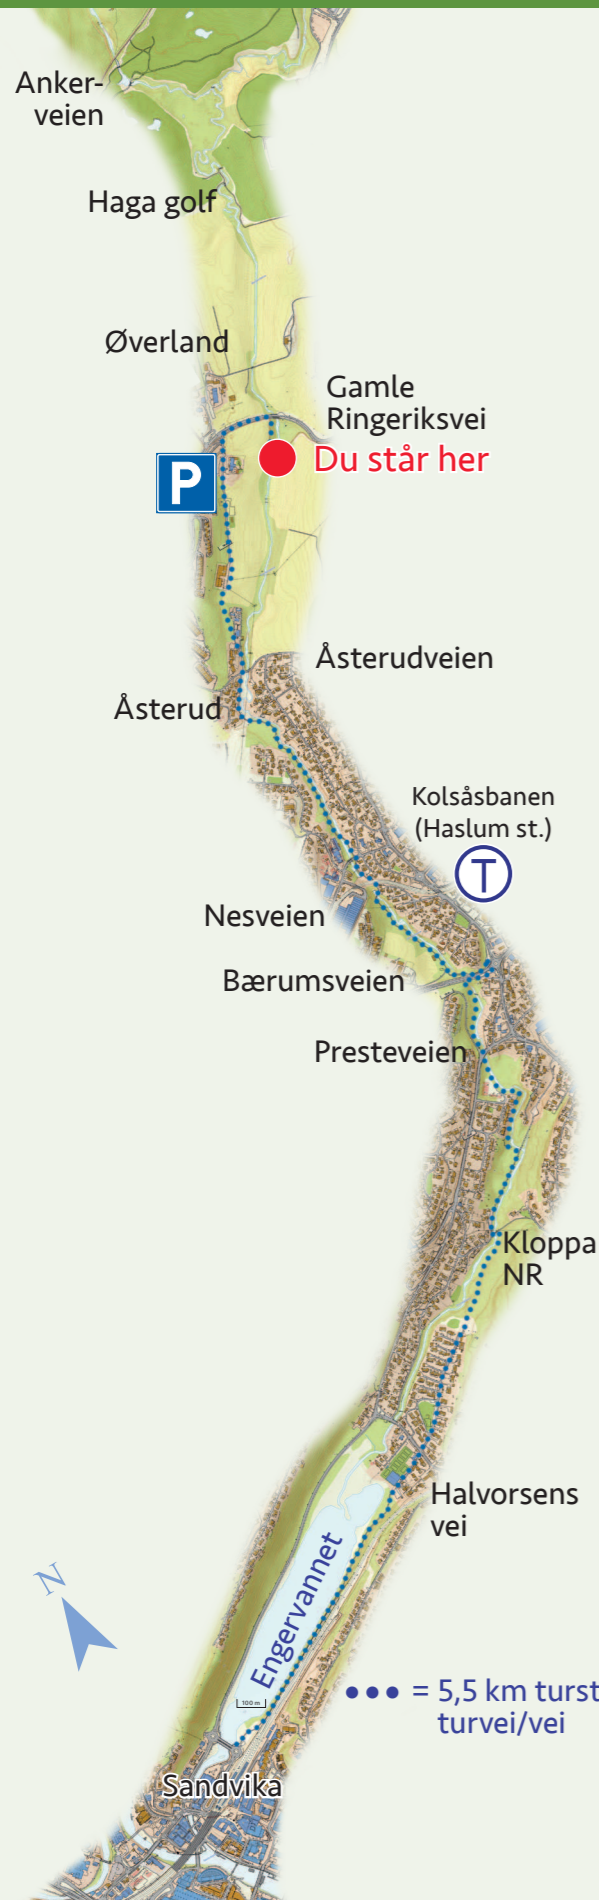 Anker-
veien
Haga golf
Øverland
Gamle
Ringeriksvei
Du står her
P
Åsterudveien
Åsterud
Kolsåsbanen
(Haslum st.)
T
Nesveien
Bærumsveien
Presteveien
Kloppa
NR
Halvorsens
vei
N
Engervannet
100 m
••• = 5,5 km turst
turvei/vei
Sandvika